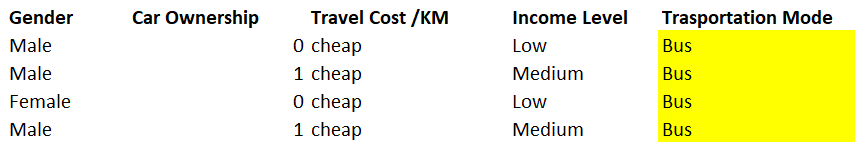 Gender Car Ownership Travel Cost /KM Income Level Trasportation Mode
Male 0 cheap Low Bus
Male 1 cheap Medium Bus
Female 0 cheap Low Bus
Male 1 cheap Medium Bus